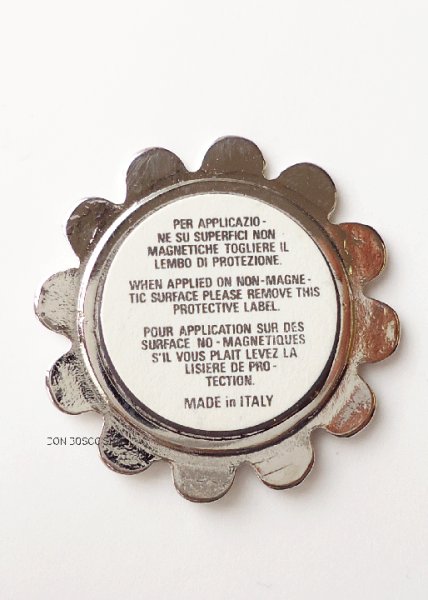 PER APPLICAZIO -
NE SU SUPERFICI NON
MAGNETICHE TOGLIERE IL
LEMBO DI PROTEZIONE.
WHEN APPLIED ON NON-MAGNE-
TIC SURFACE PLEASE REMOVE THIS
PROTECTIVE LABEL.
POUR APPLICATION SUR DES
SURFACE NO - MAGNETIQUES
S'IL VOUS PLAIT LEVEZ LA
LISIERE DE PRO-
TECTION.
MADE in ITALY
DON BOSCO